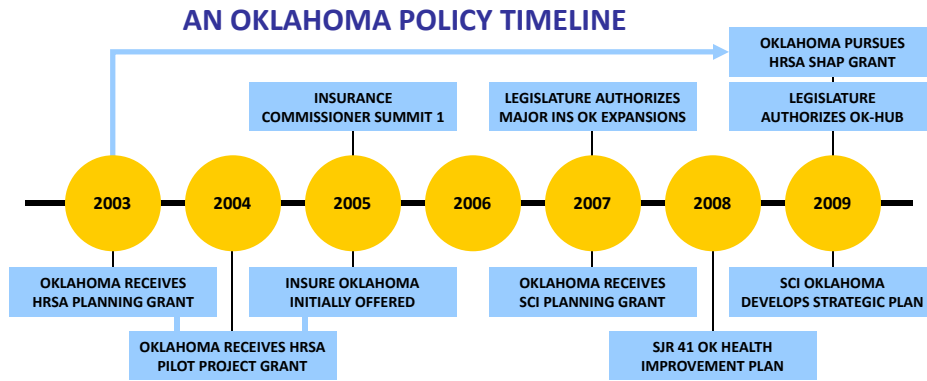 AN OKLAHOMA POLICY TIMELINE
OKLAHOMA PURSUES
HRSA SHAP GRANT
INSURANCE
COMMISSIONER SUMMIT 1
LEGISLATURE AUTHORIZES
MAJOR INS OK EXPANSIONS
LEGISLATURE
AUTHORIZES OK-HUB
2003
2004
2005
2006
2007
2008
2009
OKLAHOMA RECEIVES
HRSA PLANNING GRANT
INSURE OKLAHOMA
INITIALLY OFFERED
OKLAHOMA RECEIVES
SCI PLANNING GRANT
SCI OKLAHOMA
DEVELOPS STRATEGIC PLAN
OKLAHOMA RECEIVES HRSA
PILOT PROJECT GRANT
SJR 41 OK HEALTH
IMPROVEMENT PLAN